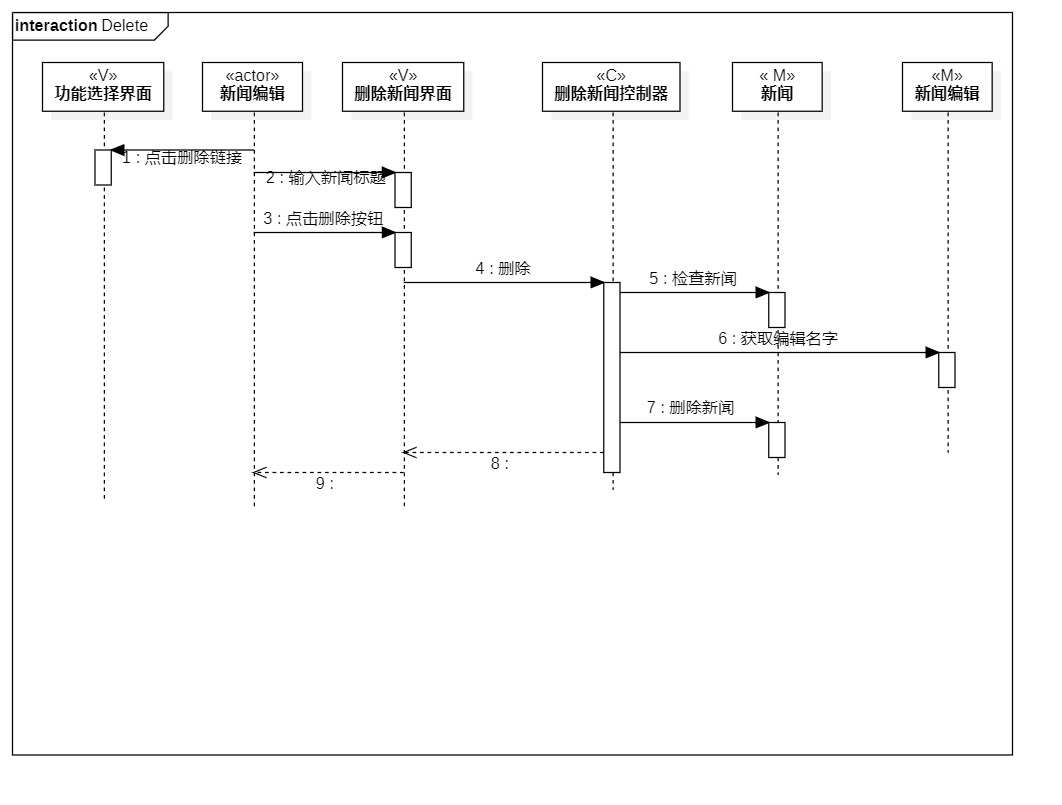 interaction Delete
«V»
功能选择界面
«actor»
新闻编辑
«V»
删除新闻界面
«C»
删除新闻控制器
« M»
新闻
«M»
新闻编辑
1 : 点击删除链接
2 : 输入新闻标题
3 : 点击删除按钮
4 : 删除
5 : 检查新闻
6 : 获取编辑名字
7 : 删除新闻
8 :
9 :